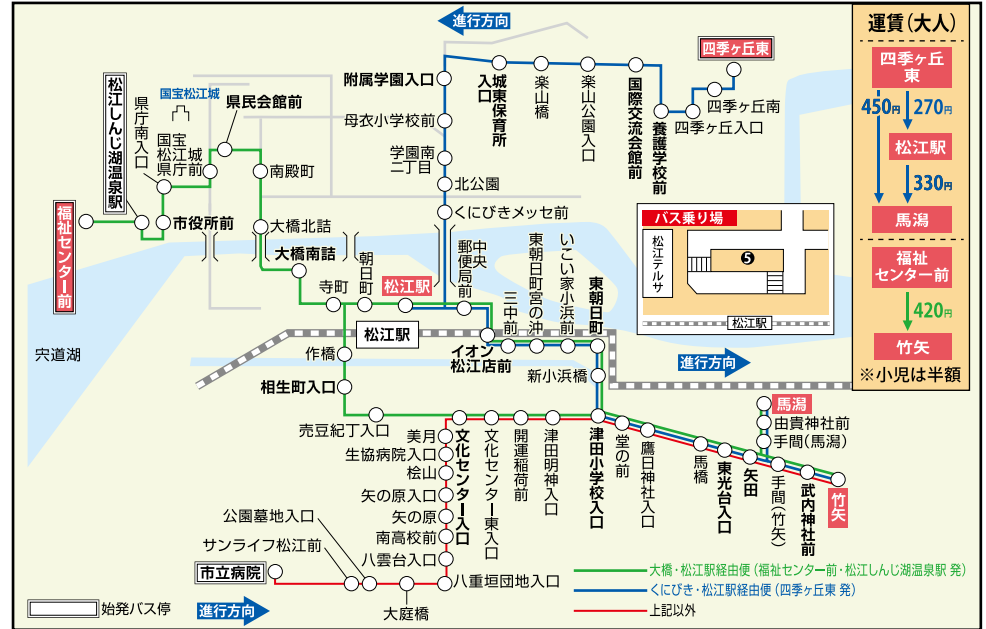 進行方向
四季ヶ丘東
附属学園入口
城東保育所
入口
楽山橋
楽山公園入口
国際交流会館前
養護学校前
四季ヶ丘入口
四季ヶ丘南
母衣小学校前
学園南
二丁目
北公園
くにびきメッセ前
松江しんじ湖温泉駅
県庁南入口
国宝松江城
国宝
松江城
県庁前
県民会館前
南殿町
市役所前
大橋北詰
大橋南詰
福祉センター前
宍道湖
寺町
朝日町
松江駅
中央
郵便局前
三中前
東朝日町宮の沖
いこい家小浜前
東朝日町
松江駅
イオン
松江店前
新小浜橋
進行方向
作橋
相生町入口
売豆紀丁入口
美月
生協病院入口
桧山
矢の原入口
矢の原
南高校前
八雲台入口
八重垣団地入口
文化センター入口
文化センター東入口
開運稲荷前
津田明神入口
津田小学校入口
堂の前
鷹日神社入口
馬橋
東光台入口
矢田
手間(竹矢)
武内神社前
竹矢
馬潟
由貴神社前
手間(馬潟)
公園墓地入口
サンライフ松江前
市立病院
大庭橋
始発バス停
進行方向
大橋・松江駅経由便(福祉センター前・松江しんじ湖温泉駅 発)
くにびき・松江駅経由便(四季ヶ丘東 発)
上記以外
バス乗り場
松江テルサ
5
松江駅
運賃(大人)
四季ヶ丘
東
450円
270円
松江駅
330円
馬潟
福祉
センター前
420円
竹矢
※小児は半額